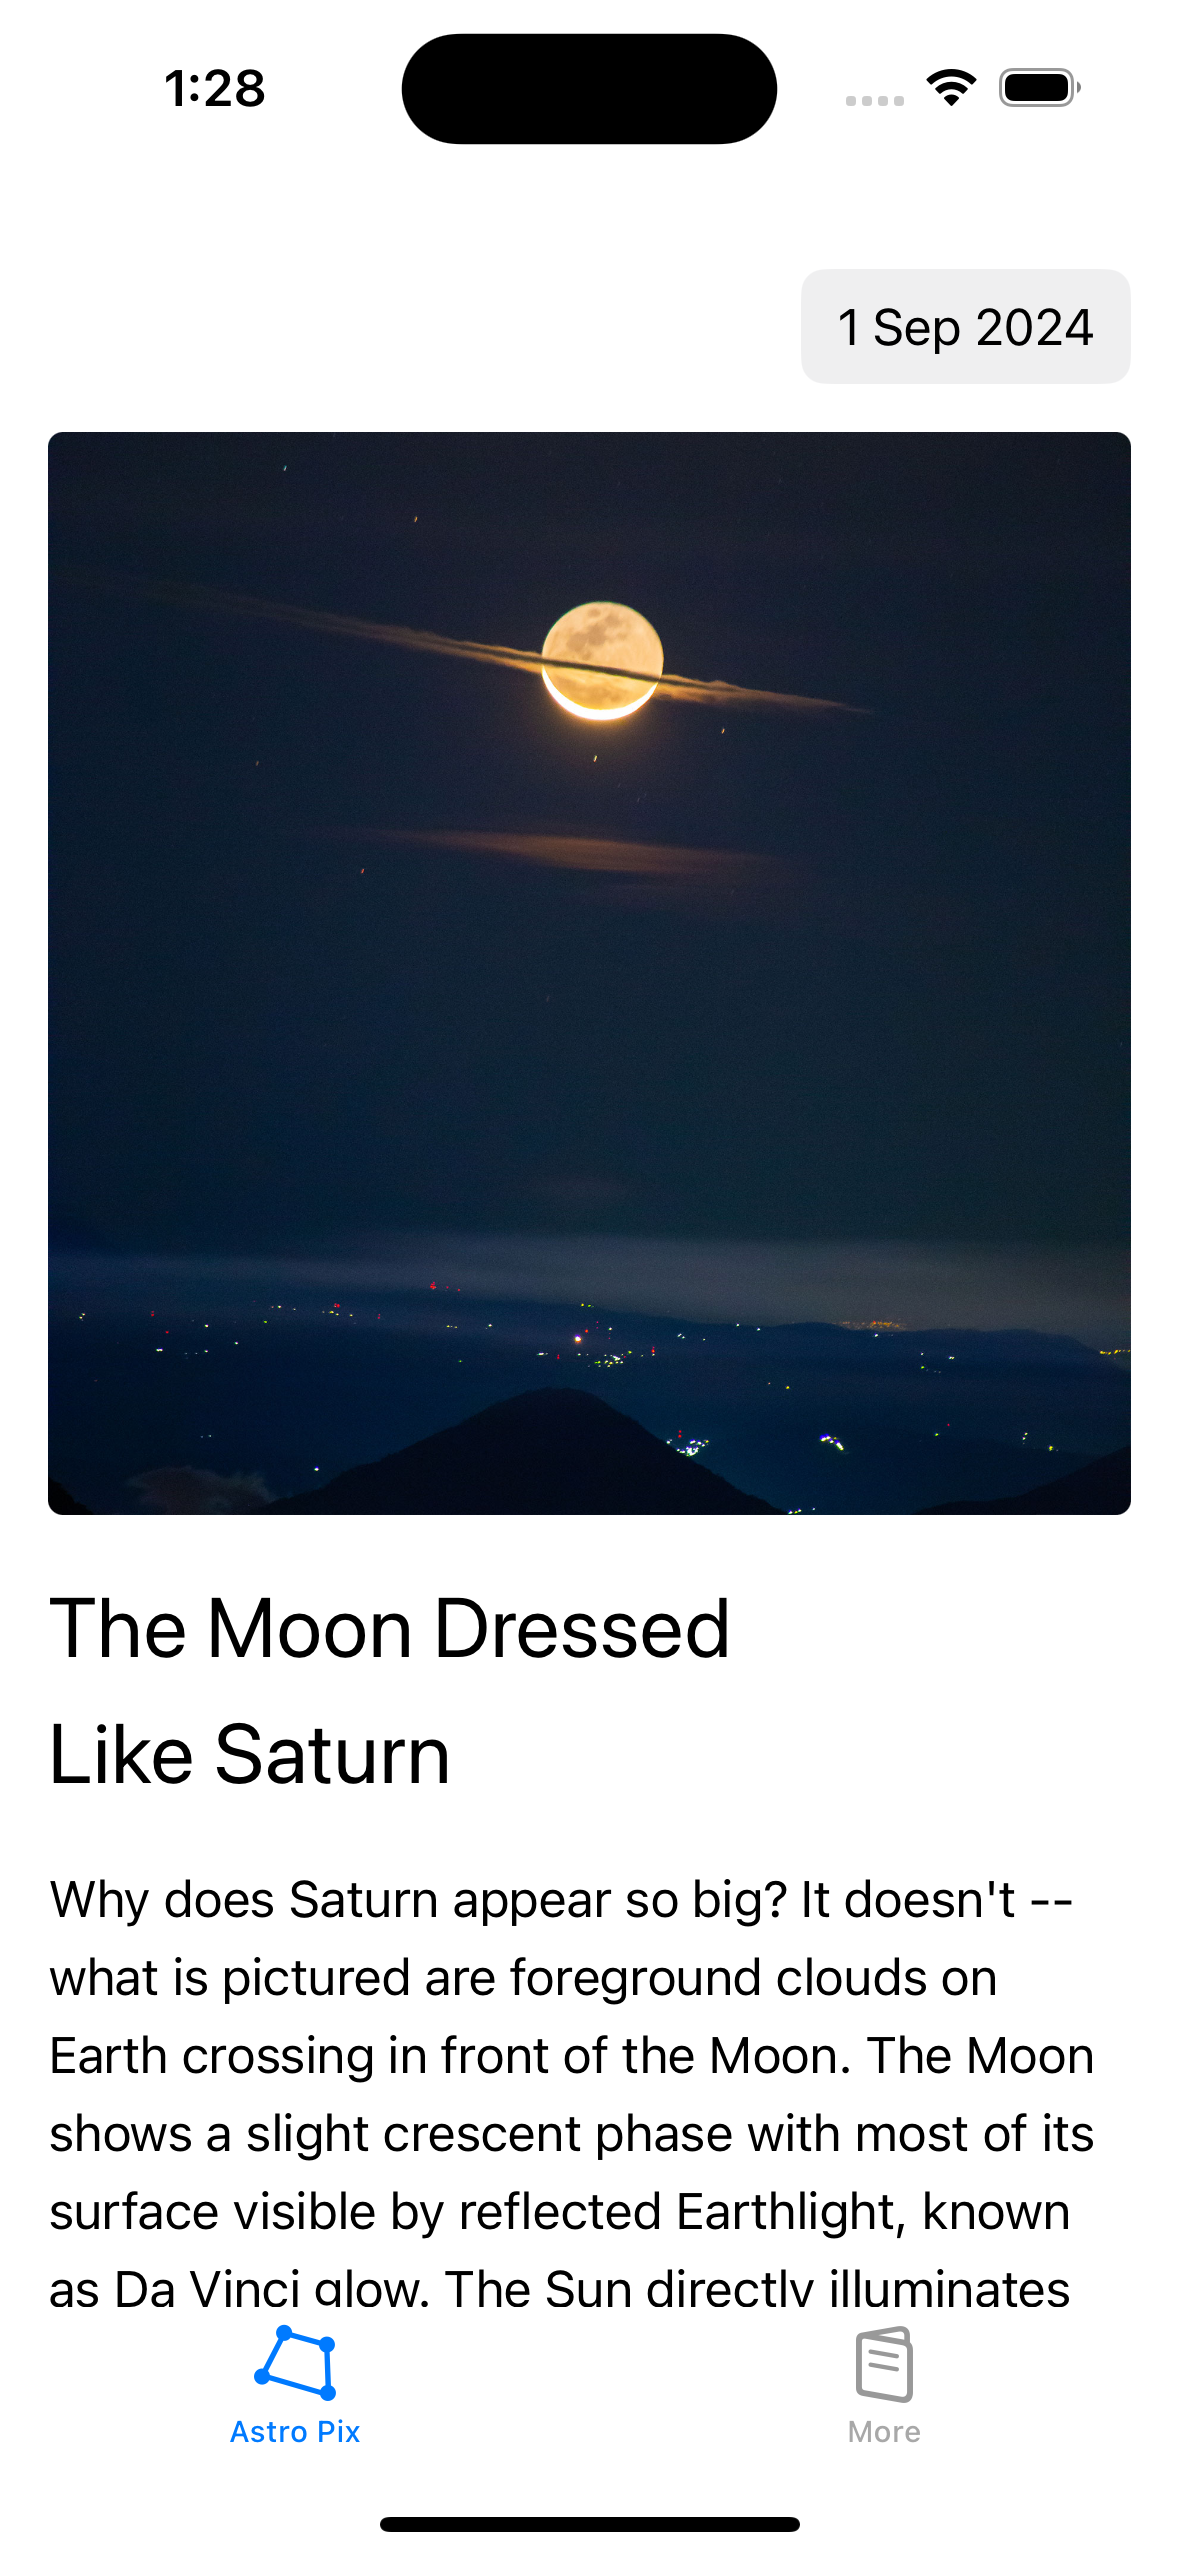 1:28
1 Sep 2024
The Moon Dressed
Like Saturn
Why does Saturn appear so big? It doesn't --
what is pictured are foreground clouds on
Earth crossing in front of the Moon. The Moon
shows a slight crescent phase with most of its
surface visible by reflected Earthlight, known
as Da Vinci glow. The Sun directly illuminates
Astro Pix
More